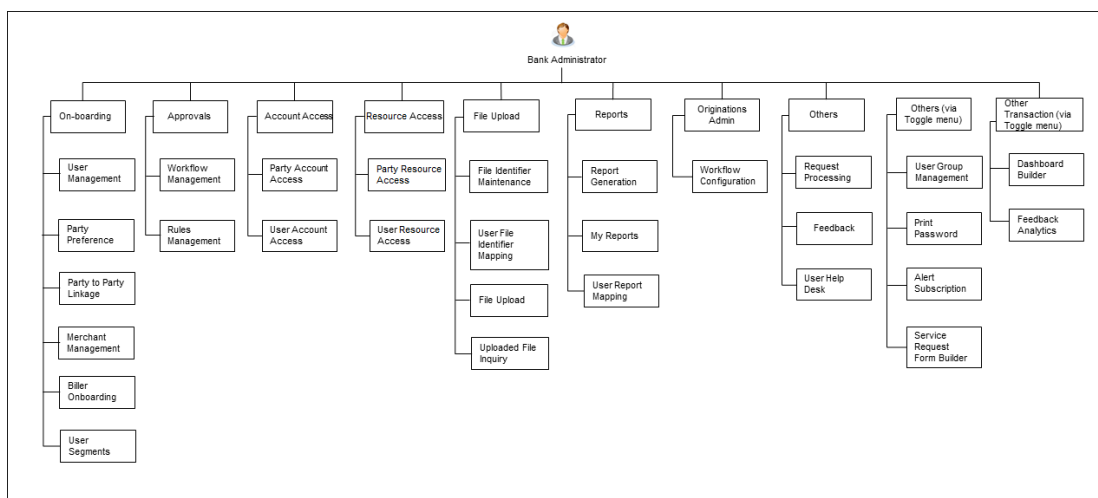 Bank Administrator
On-boarding
Approvals
Account Access
Resource Access
File Upload
Reports
Originations
Admin
Others
Others (via
Toggle menu)
Other
Transaction (via
Toggle menu)
User
Management
Party
Preference
Party to Party
Linkage
Merchant
Management
Biller
Onboarding
User
Segments
Workflow
Management
Rules
Management
Party Account
Access
User Account
Access
Party Resource
Access
User Resource
Access
File Identifier
Maintenance
User File
Identifier
Mapping
File Upload
Uploaded File
Inquiry
Report
Generation
My Reports
User Report
Mapping
Workflow
Configuration
Request
Processing
Feedback
User Help
Desk
User Group
Management
Print
Password
Alert
Subscription
Service
Request
Form Builder
Dashboard
Builder
Feedback
Analytics